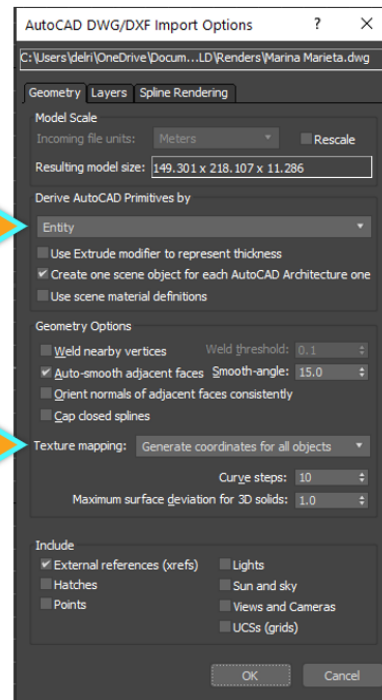 AutoCAD DWG/DXF Import Options ? ×
C:\Users\delri\OneDrive\Docum...LD\Renders\Marina Marieta.dwg
Geometry Layers Spline Rendering
Model Scale
Incoming file units: Meters Rescale
Resulting model size: 149.301 x 218.107 x 11.286
Derive AutoCAD Primitives by
Entity
Use Extrude modifier to represent thickness
Create one scene object for each AutoCAD Architecture one
Use scene material definitions
Geometry Options
Weld nearby vertices Weld threshold: 0.1
Auto-smooth adjacent faces Smooth-angle: 15.0
Orient normals of adjacent faces consistently
Cap closed splines
Texture mapping: Generate coordinates for all objects
Curve steps: 10
Maximum surface deviation for 3D solids: 1.0
Include
External references (xrefs) Lights
Hatches Sun and sky
Points Views and Cameras
UCSs (grids)
OK Cancel